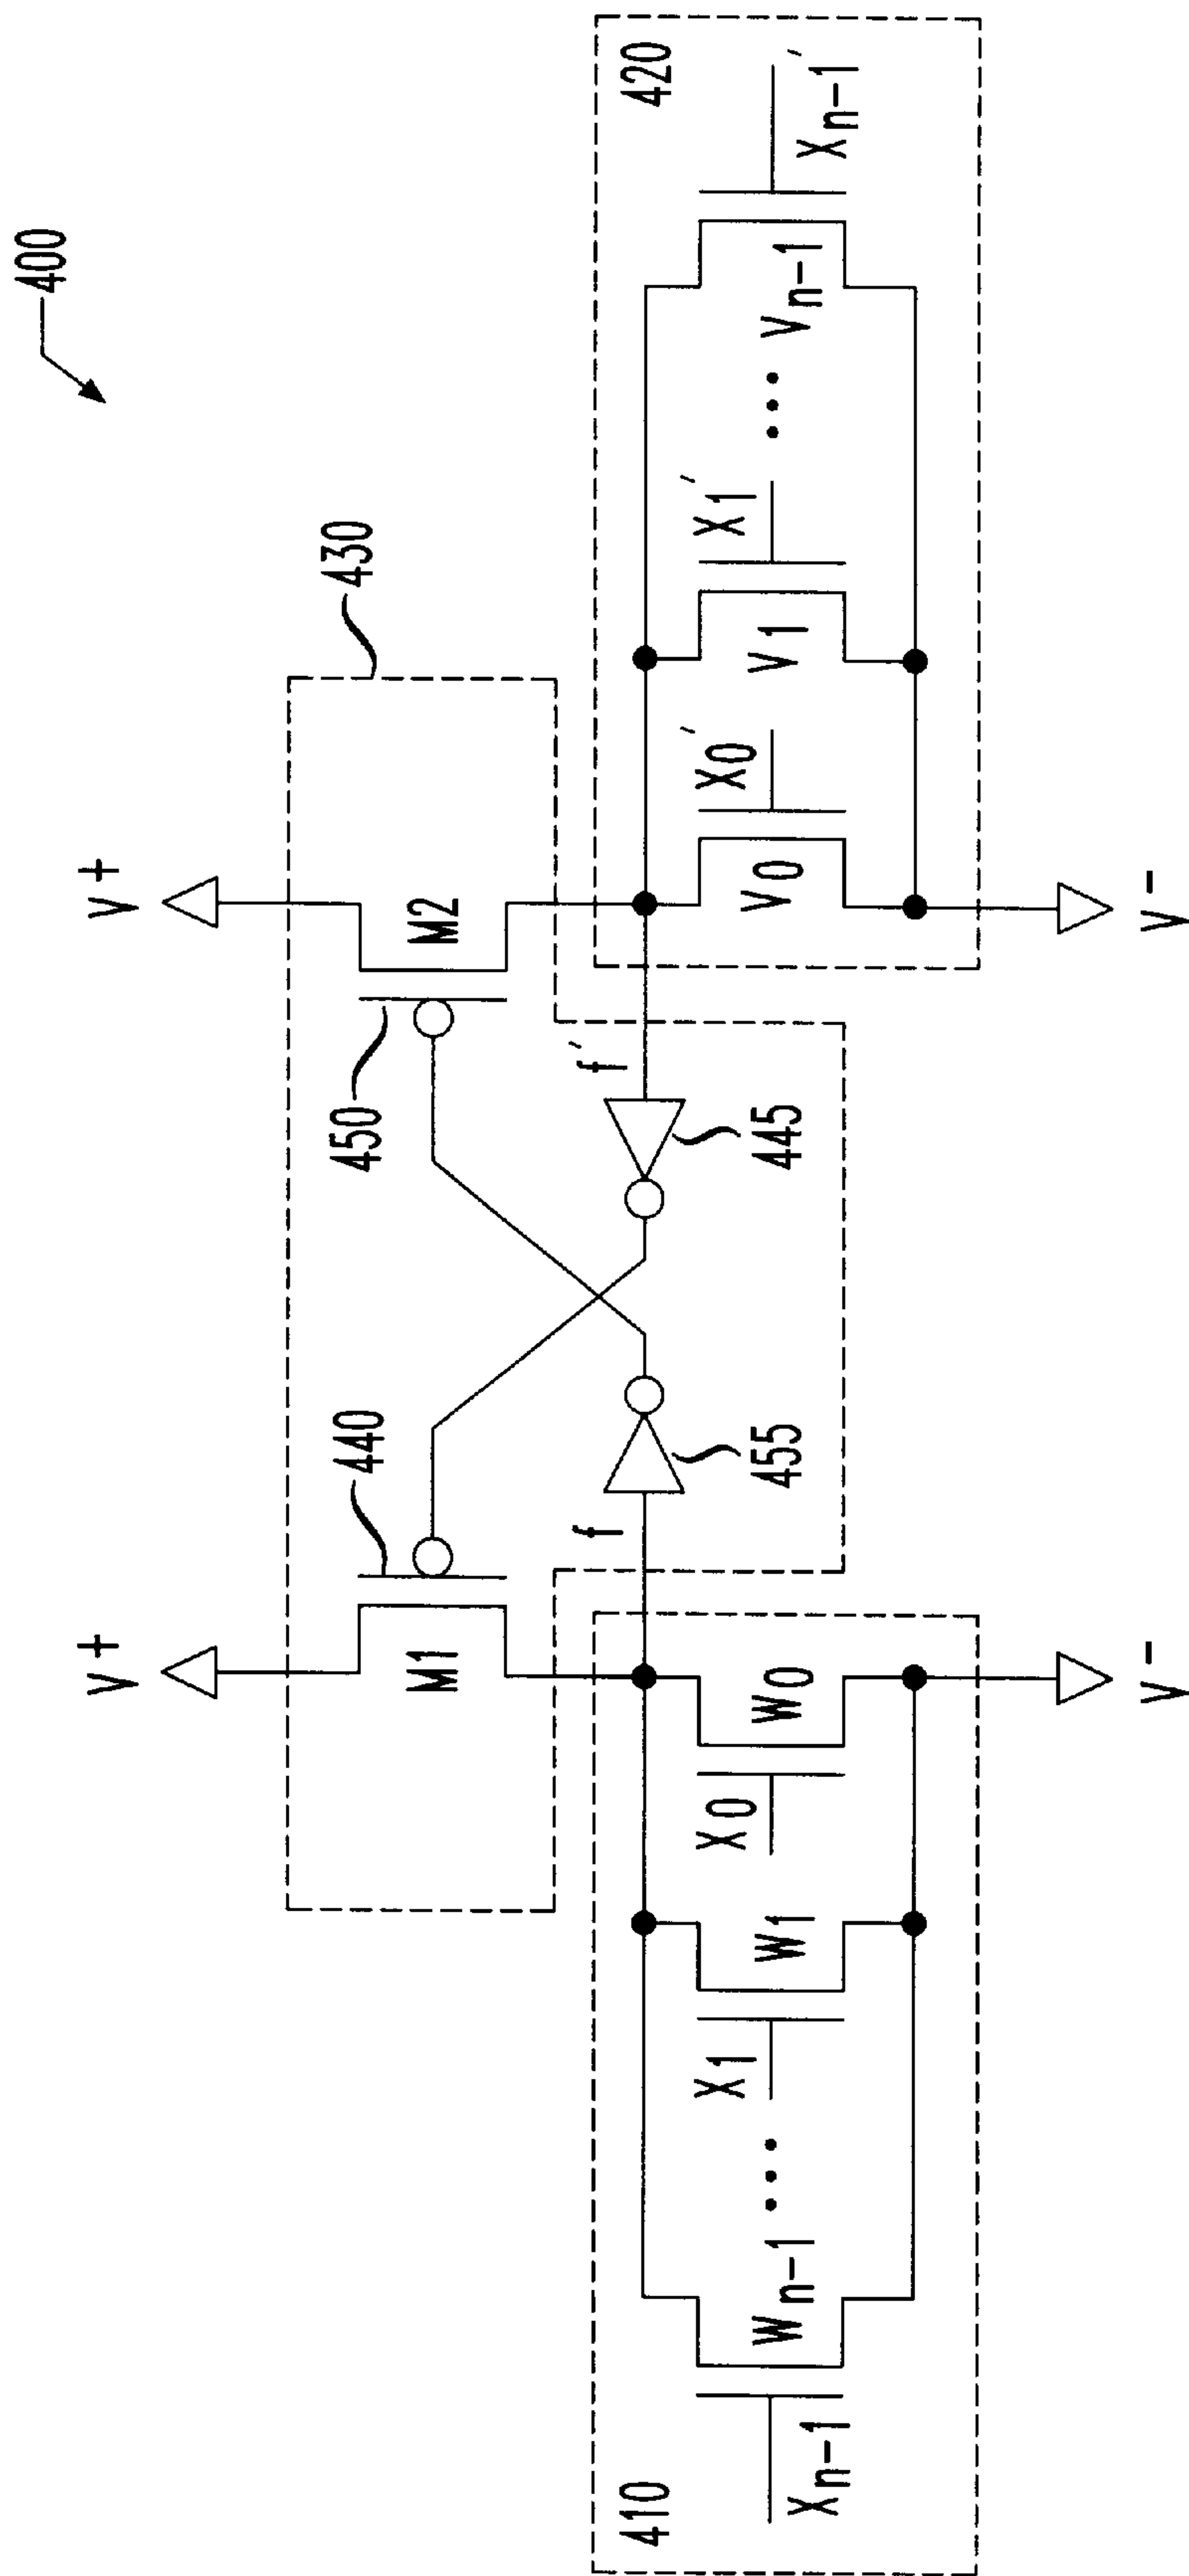 400
430
V+
V+
440
M1
450
M2
f
f′
455
445
410
Xn-1
Wn-1
...
X1
W1
X0
W0
V-
420
V0
X0′
V1
X1′
...
Vn-1
Xn-1′
V-